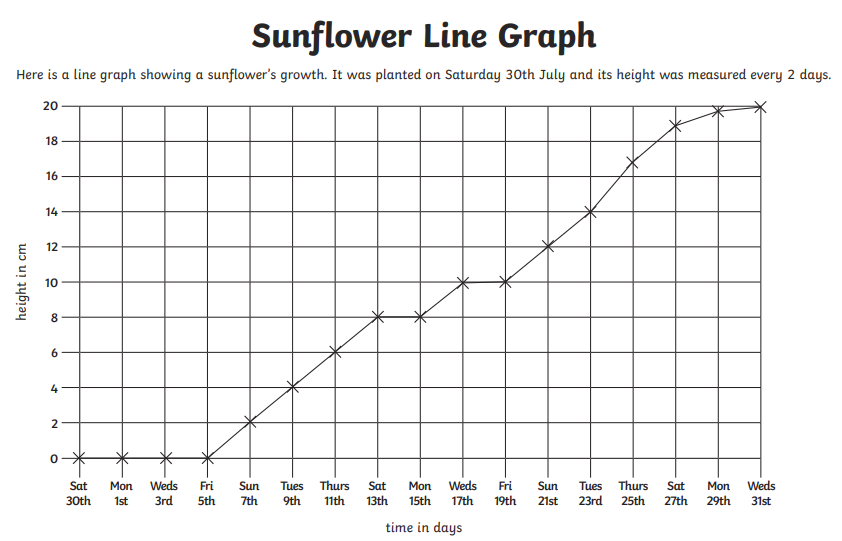 Sunflower Line Graph
Here is a line graph showing a sunflower's growth. It was planted on Saturday 30th July and its height was measured every 2 days.
height in cm
20
18
16
14
12
10
8
6
4
2
0
Sat Mon Weds Fri Sun Tues Thurs Sat Mon Weds Fri Sun Tues Thurs Sat Mon Weds
30th 1st 3rd 5th 7th 9th 11th 13th 15th 17th 19th 21st 23rd 25th 27th 29th 31st
time in days